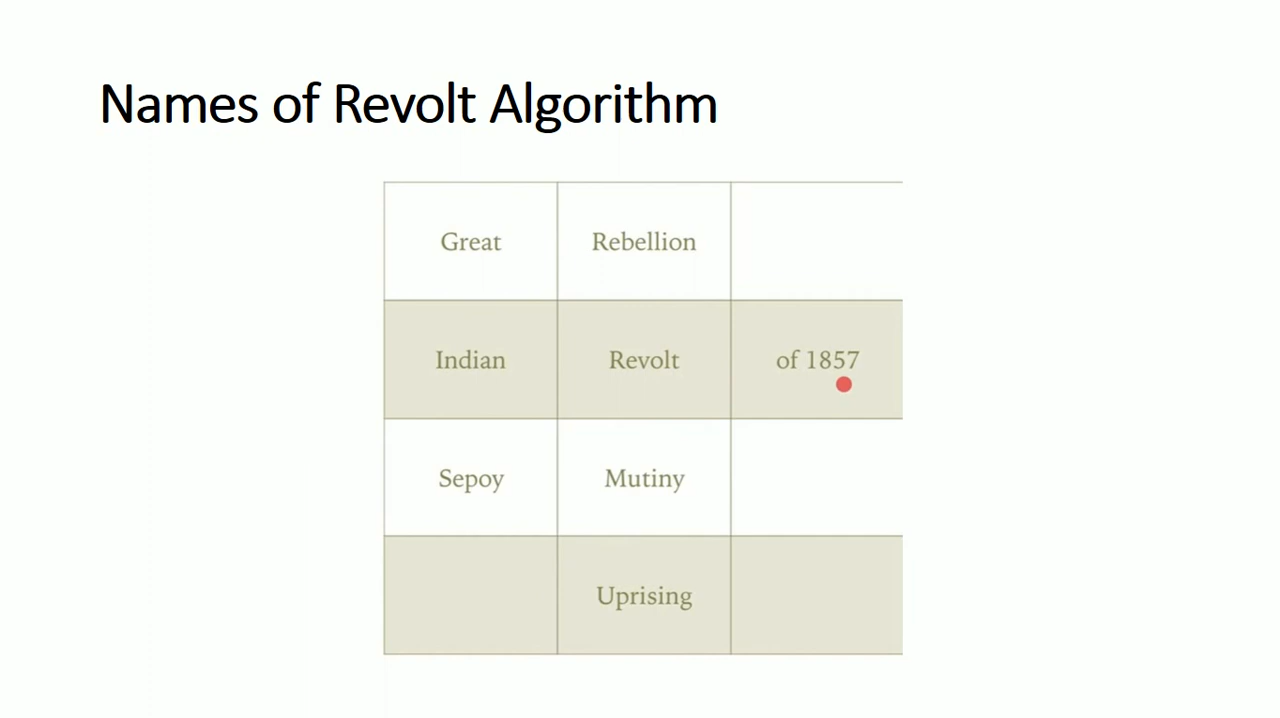 Names of Revolt Algorithm
Great Rebellion
Indian Revolt of 1857
Sepoy Mutiny
Uprising